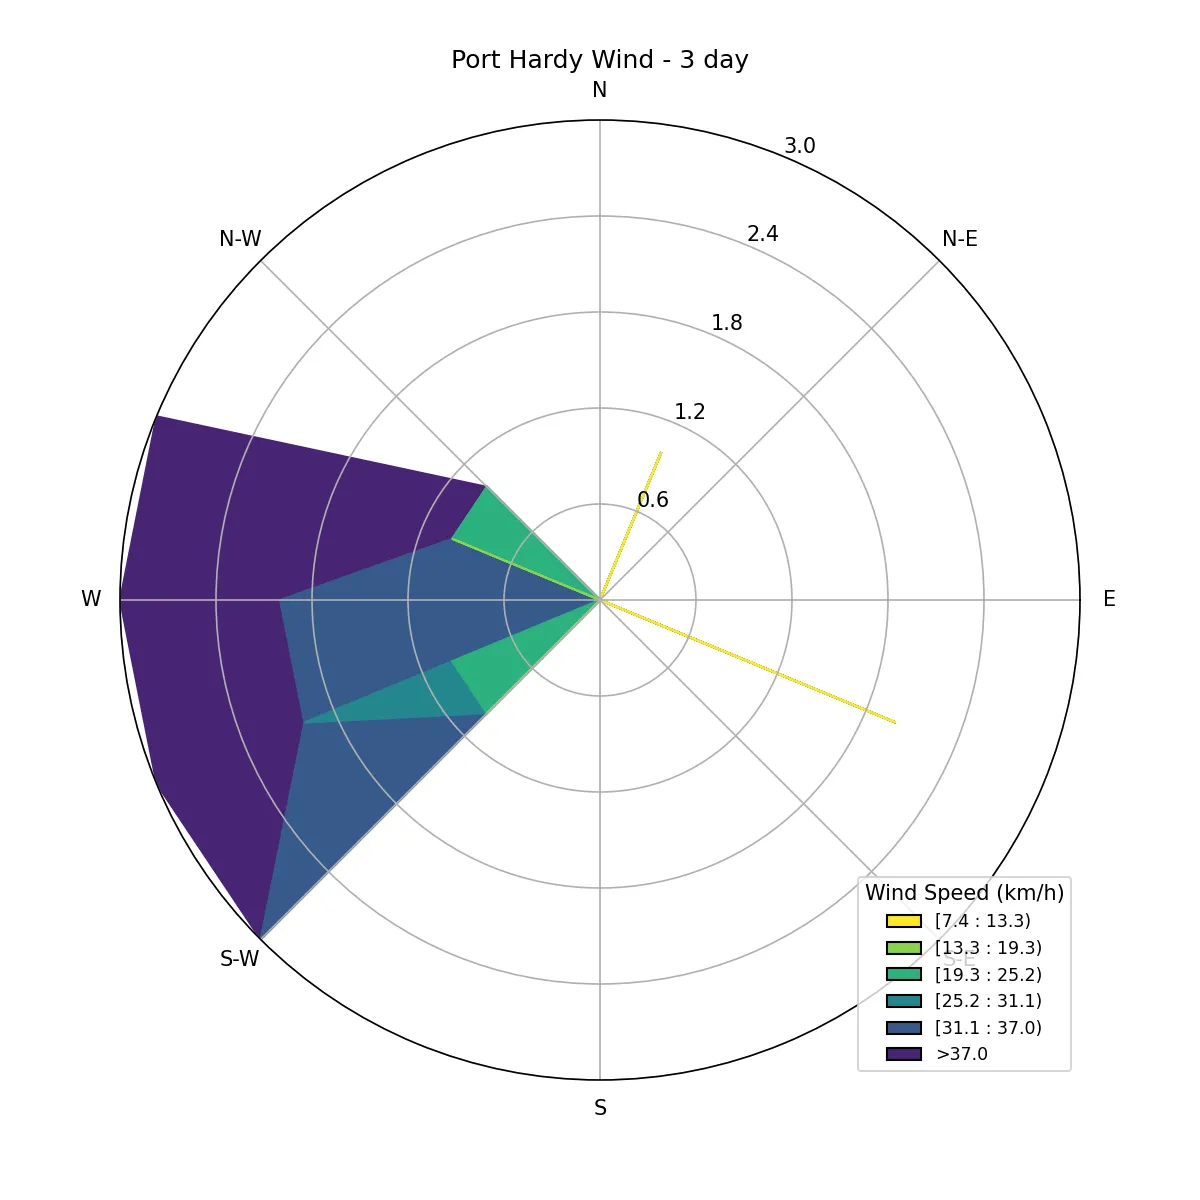 Port Hardy Wind - 3 day
N
3.0
2.4
N-W
N-E
1.8
1.2
0.6
W
E
Wind Speed (km/h)
[7.4 : 13.3)
[13.3 : 19.3)
S-W
S-E
[19.3 : 25.2)
[25.2 : 31.1)
[31.1 : 37.0)
>37.0
S